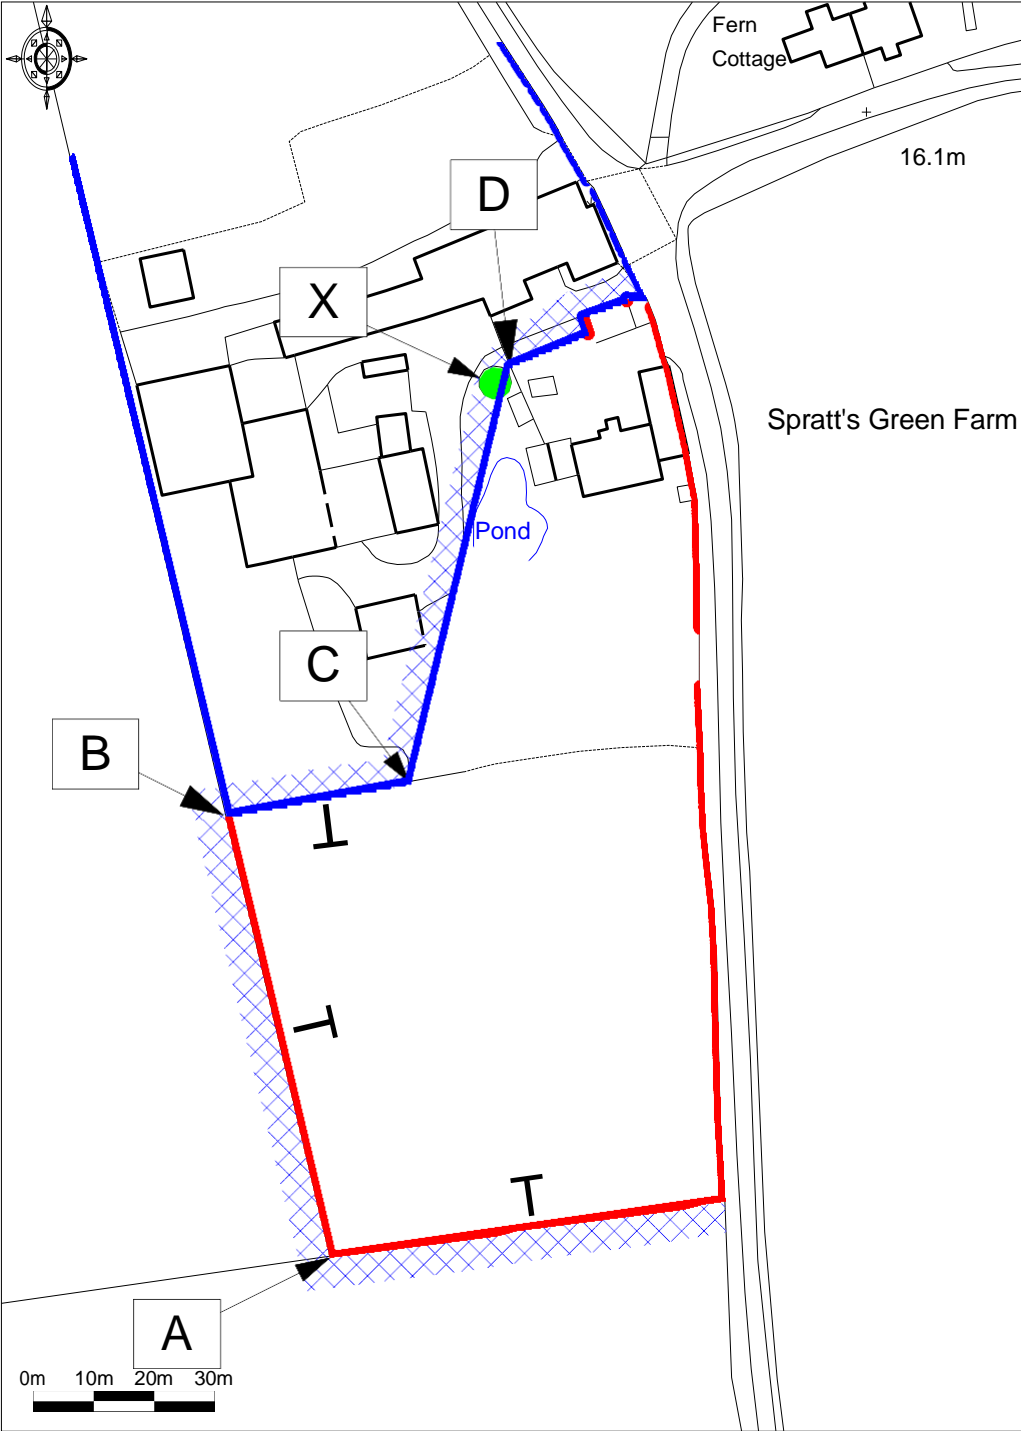 Fern
Cottage
16.1m
D
X
Spratt's Green Farm
Pond
C
B
A
0m 10m 20m 30m